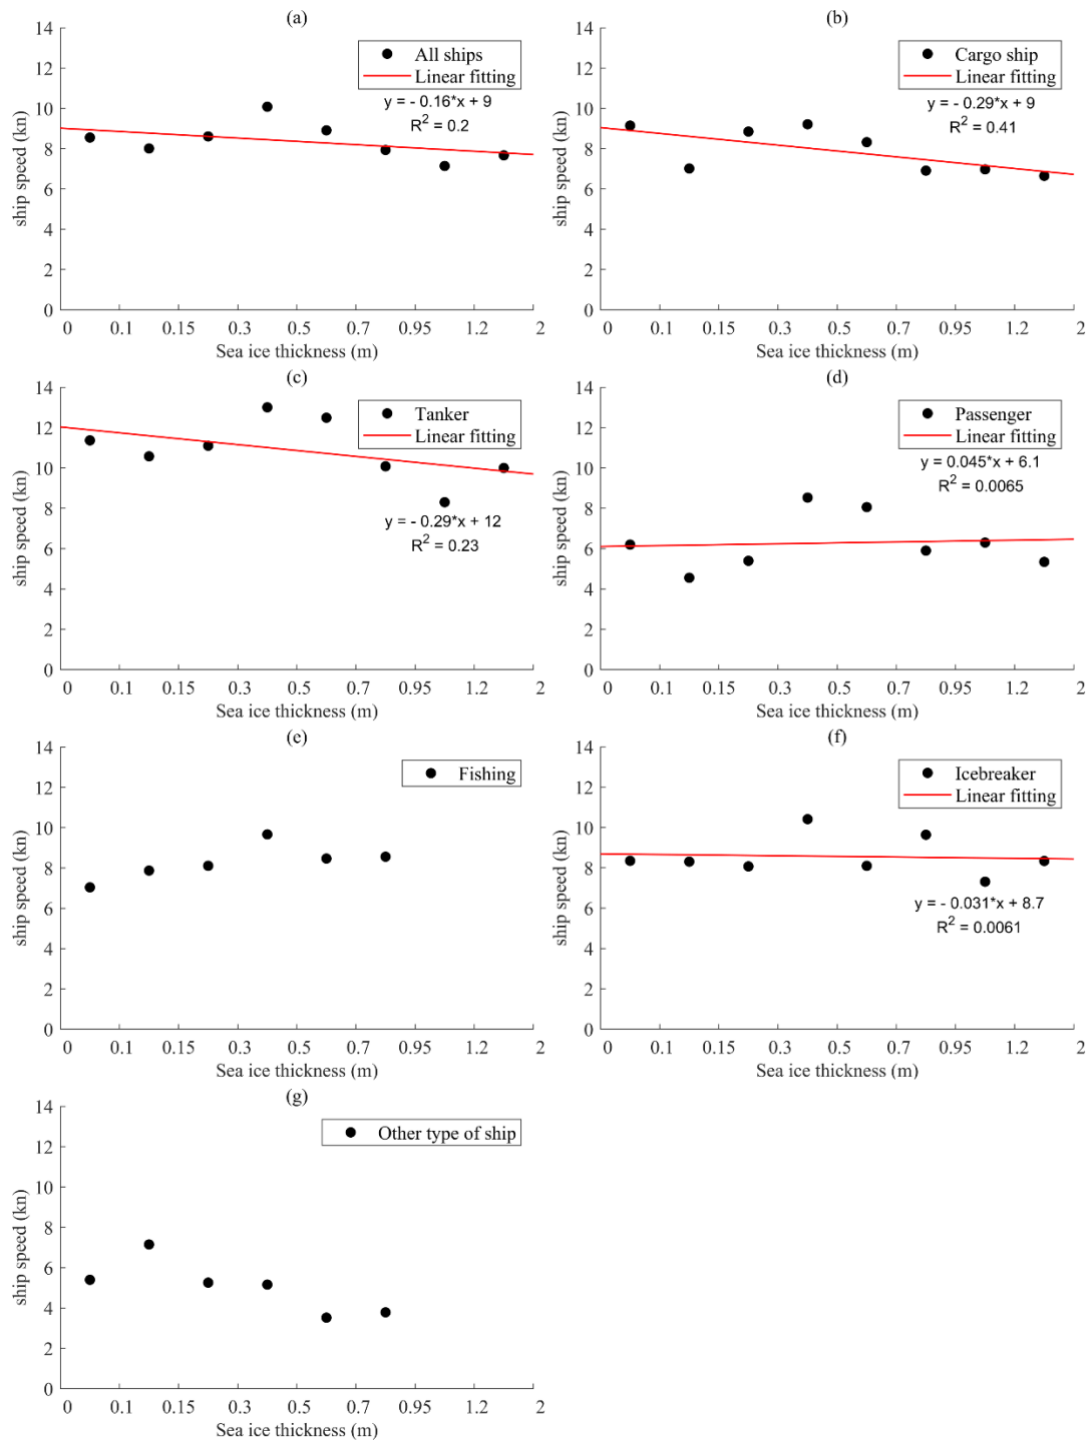 (a)
14
12
10
8
6
4
2
0
ship speed (kn)
All ships
Linear fitting
y = - 0.16*x + 9
R² = 0.2
0 0.1 0.15 0.3 0.5 0.7 0.95 1.2 2
Sea ice thickness (m)
(b)
14
12
10
8
6
4
2
0
ship speed (kn)
Cargo ship
Linear fitting
y = -0.29*x + 9
R² = 0.41
0 0.1 0.15 0.3 0.5 0.7 0.95 1.2 2
Sea ice thickness (m)
(c)
14
12
10
8
6
4
2
0
ship speed (kn)
Tanker
Linear fitting
y = - 0.29*x + 12
R² = 0.23
0 0.1 0.15 0.3 0.5 0.7 0.95 1.2 2
Sea ice thickness (m)
(d)
14
12
10
8
6
4
2
0
ship speed (kn)
Passenger
Linear fitting
y = 0.045*x + 6.1
R² = 0.0065
0 0.1 0.15 0.3 0.5 0.7 0.95 1.2 2
Sea ice thickness (m)
(e)
14
12
10
8
6
4
2
0
ship speed (kn)
Fishing
0 0.1 0.15 0.3 0.5 0.7 0.95 1.2 2
Sea ice thickness (m)
(f)
14
12
10
8
6
4
2
0
ship speed (kn)
Icebreaker
Linear fitting
y = - 0.031*x + 8.7
R² = 0.0061
0 0.1 0.15 0.3 0.5 0.7 0.95 1.2 2
Sea ice thickness (m)
(g)
14
12
10
8
6
4
2
0
ship speed (kn)
Other type of ship
0 0.1 0.15 0.3 0.5 0.7 0.95 1.2 2
Sea ice thickness (m)